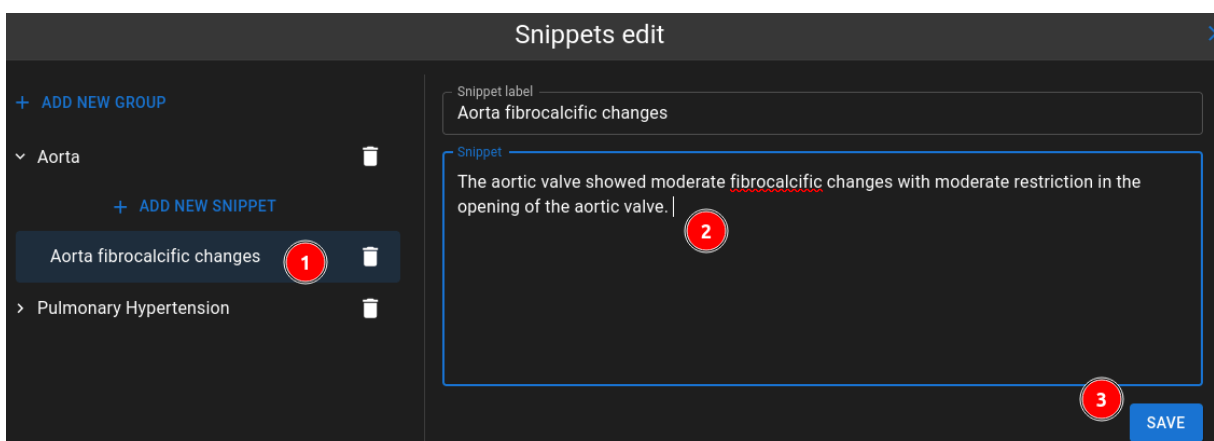 Snippets edit
+ ADD NEW GROUP
Aorta
+ ADD NEW SNIPPET
Aorta fibrocalcific changes
1
Pulmonary Hypertension
Snippet label
Aorta fibrocalcific changes
Snippet
The aortic valve showed moderate fibrocalcific changes with moderate restriction in the
opening of the aortic valve.
2
3
SAVE